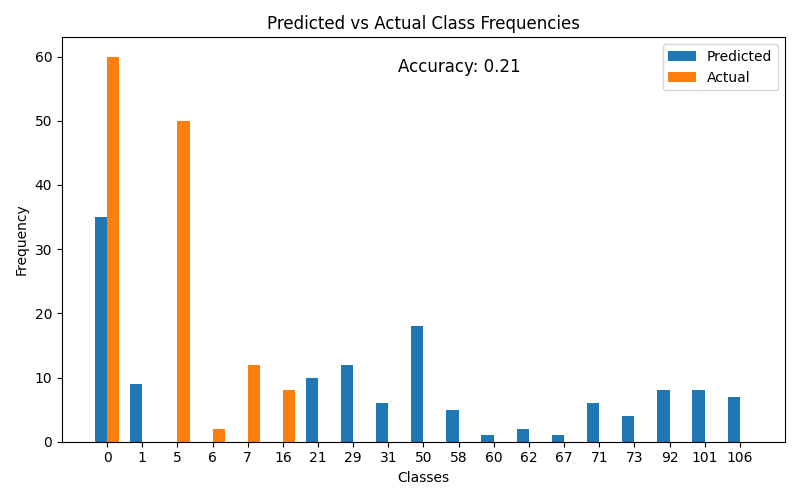 Predicted vs Actual Class Frequencies
Accuracy: 0.21
Predicted
Actual
Frequency
60
50
40
30
20
10
0
0 1 5 6 7 16 21 29 31 50 58 60 62 67 71 73 92 101 106
Classes